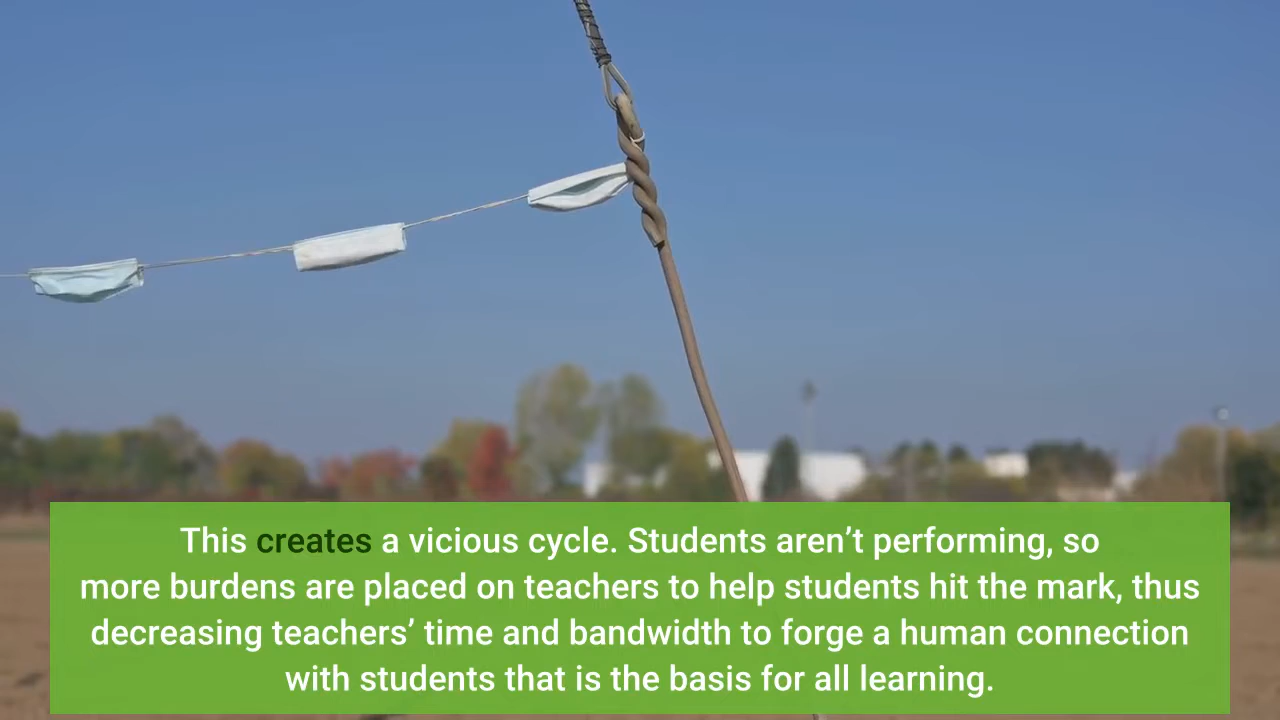 This creates a vicious cycle. Students aren’t performing, so
more burdens are placed on teachers to help students hit the mark, thus
decreasing teachers’ time and bandwidth to forge a human connection
with students that is the basis for all learning.